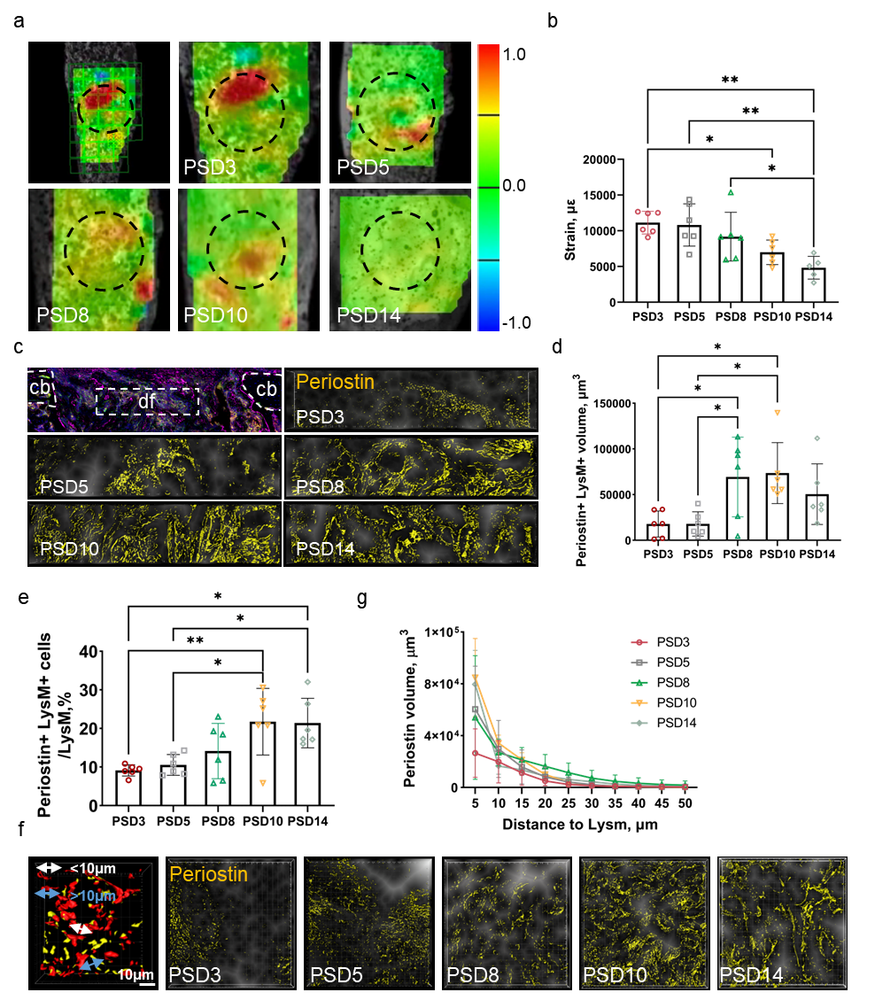 a
PSD3
PSD5
PSD8
PSD10
PSD14
1.0
0.0
-1.0
b
**
**
*
*
Strain, με
20000
15000
10000
5000
0
PSD3 PSD5 PSD8 PSD10 PSD14
c
cb
df
cb
Periostin
PSD3
PSD5
PSD8
PSD10
PSD14
d
*
*
*
*
Periostin+ LysM+ volume, μm³
150000
100000
50000
0
PSD3 PSD5 PSD8 PSD10 PSD14
e
*
*
**
*
Periostin+ LysM+ cells
/LysM,%
40
30
20
10
0
PSD3 PSD5 PSD8 PSD10 PSD14
g
Periostin volume, μm³
1×10⁵
8×10⁴
4×10⁴
0
5 10 15 20 25 30 35 40 45 50
Distance to Lysm, μm
PSD3
PSD5
PSD8
PSD10
PSD14
f
<10μm
>10μm
10μm
Periostin
PSD3
PSD5
PSD8
PSD10
PSD14